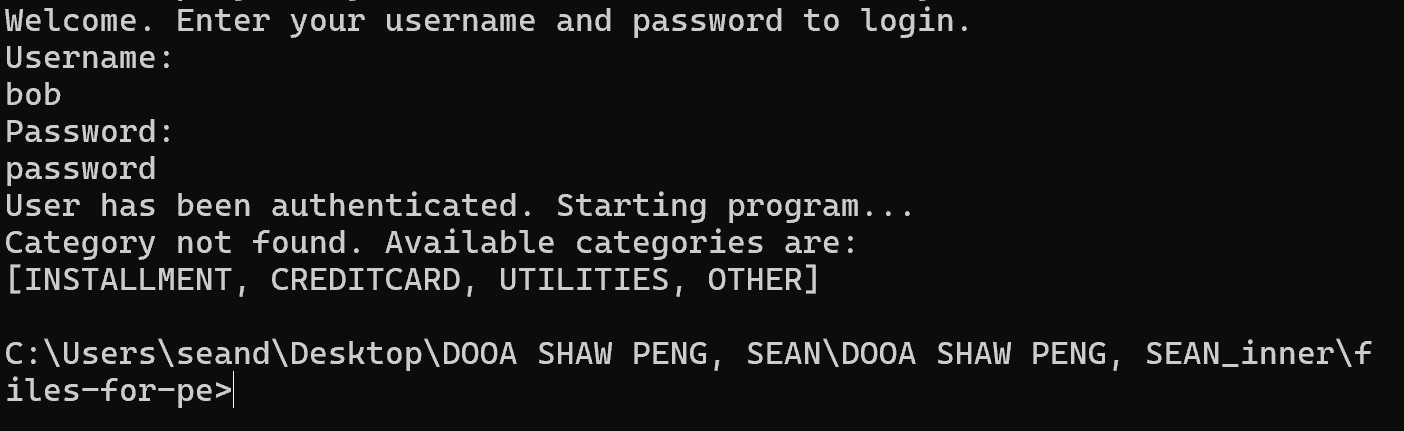 Welcome. Enter your username and password to login.
Username:
bob
Password:
password
User has been authenticated. Starting program...
Category not found. Available categories are:
[INSTALLMENT, CREDITCARD, UTILITIES, OTHER]
C:\Users\seand\Desktop\DOOA SHAW PENG, SEAN\DOOA SHAW PENG, SEAN_inner\f
iles-for-pe>